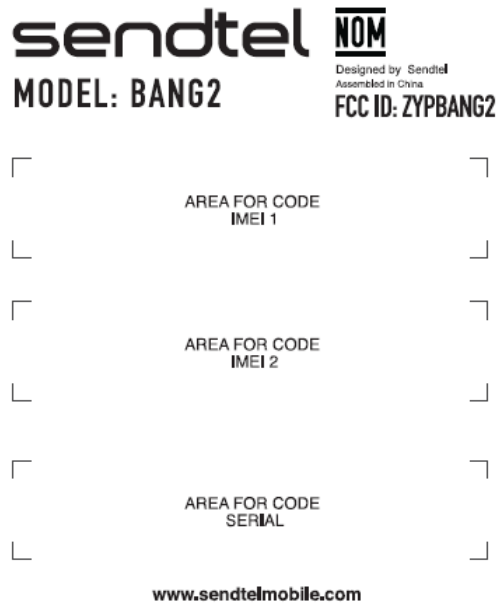 sendtel
MODEL: BANG2
NOM
Designed by Sendtel
Assembled in China
FCC ID: ZYPBANG2
AREA FOR CODE
IMEI 1
AREA FOR CODE
IMEI 2
AREA FOR CODE
SERIAL
www.sendtelmobile.com